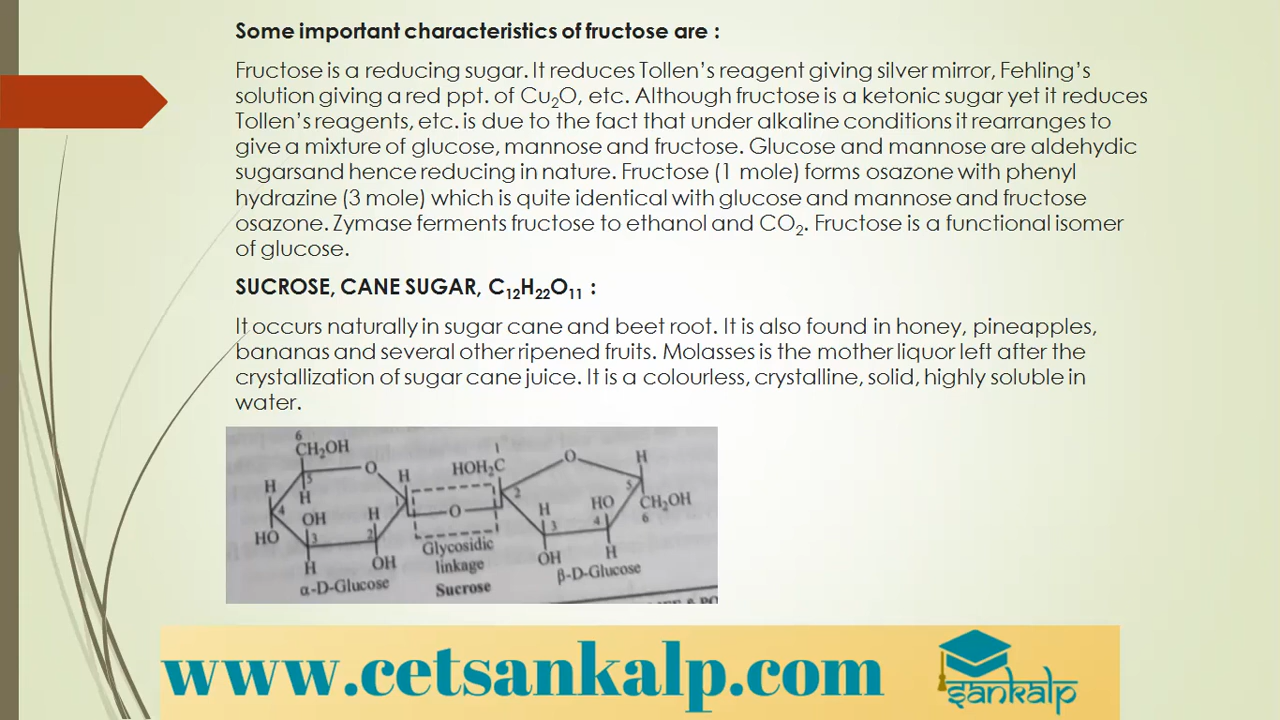 Some important characteristics of fructose are :
Fructose is a reducing sugar. It reduces Tollen’s reagent giving silver mirror, Fehling’s
solution giving a red ppt. of Cu₂O, etc. Although fructose is a ketonic sugar yet it reduces
Tollen’s reagents, etc. is due to the fact that under alkaline conditions it rearranges to
give a mixture of glucose, mannose and fructose. Glucose and mannose are aldehydic
sugarsand hence reducing in nature. Fructose (1 mole) forms osazone with phenyl
hydrazine (3 mole) which is quite identical with glucose and mannose and fructose
osazone. Zymase ferments fructose to ethanol and CO₂. Fructose is a functional isomer
of glucose.
SUCROSE, CANE SUGAR, C₁₂H₂₂O₁₁ :
It occurs naturally in sugar cane and beet root. It is also found in honey, pineapples,
bananas and several other ripened fruits. Molasses is the mother liquor left after the
crystallization of sugar cane juice. It is a colourless, crystalline, solid, highly soluble in
water.
6
CH₂OH
1
HOH₂C
O
H
O
H
H
5
H
4
OH
H
1
O
2
H
HO
5
CH₂OH
6
HO
3
2
3
4
H
OH
Glycosidic
linkage
OH
H
α-D-Glucose
Sucrose
β-D-Glucose
www.cetsankalp.com
sankalp